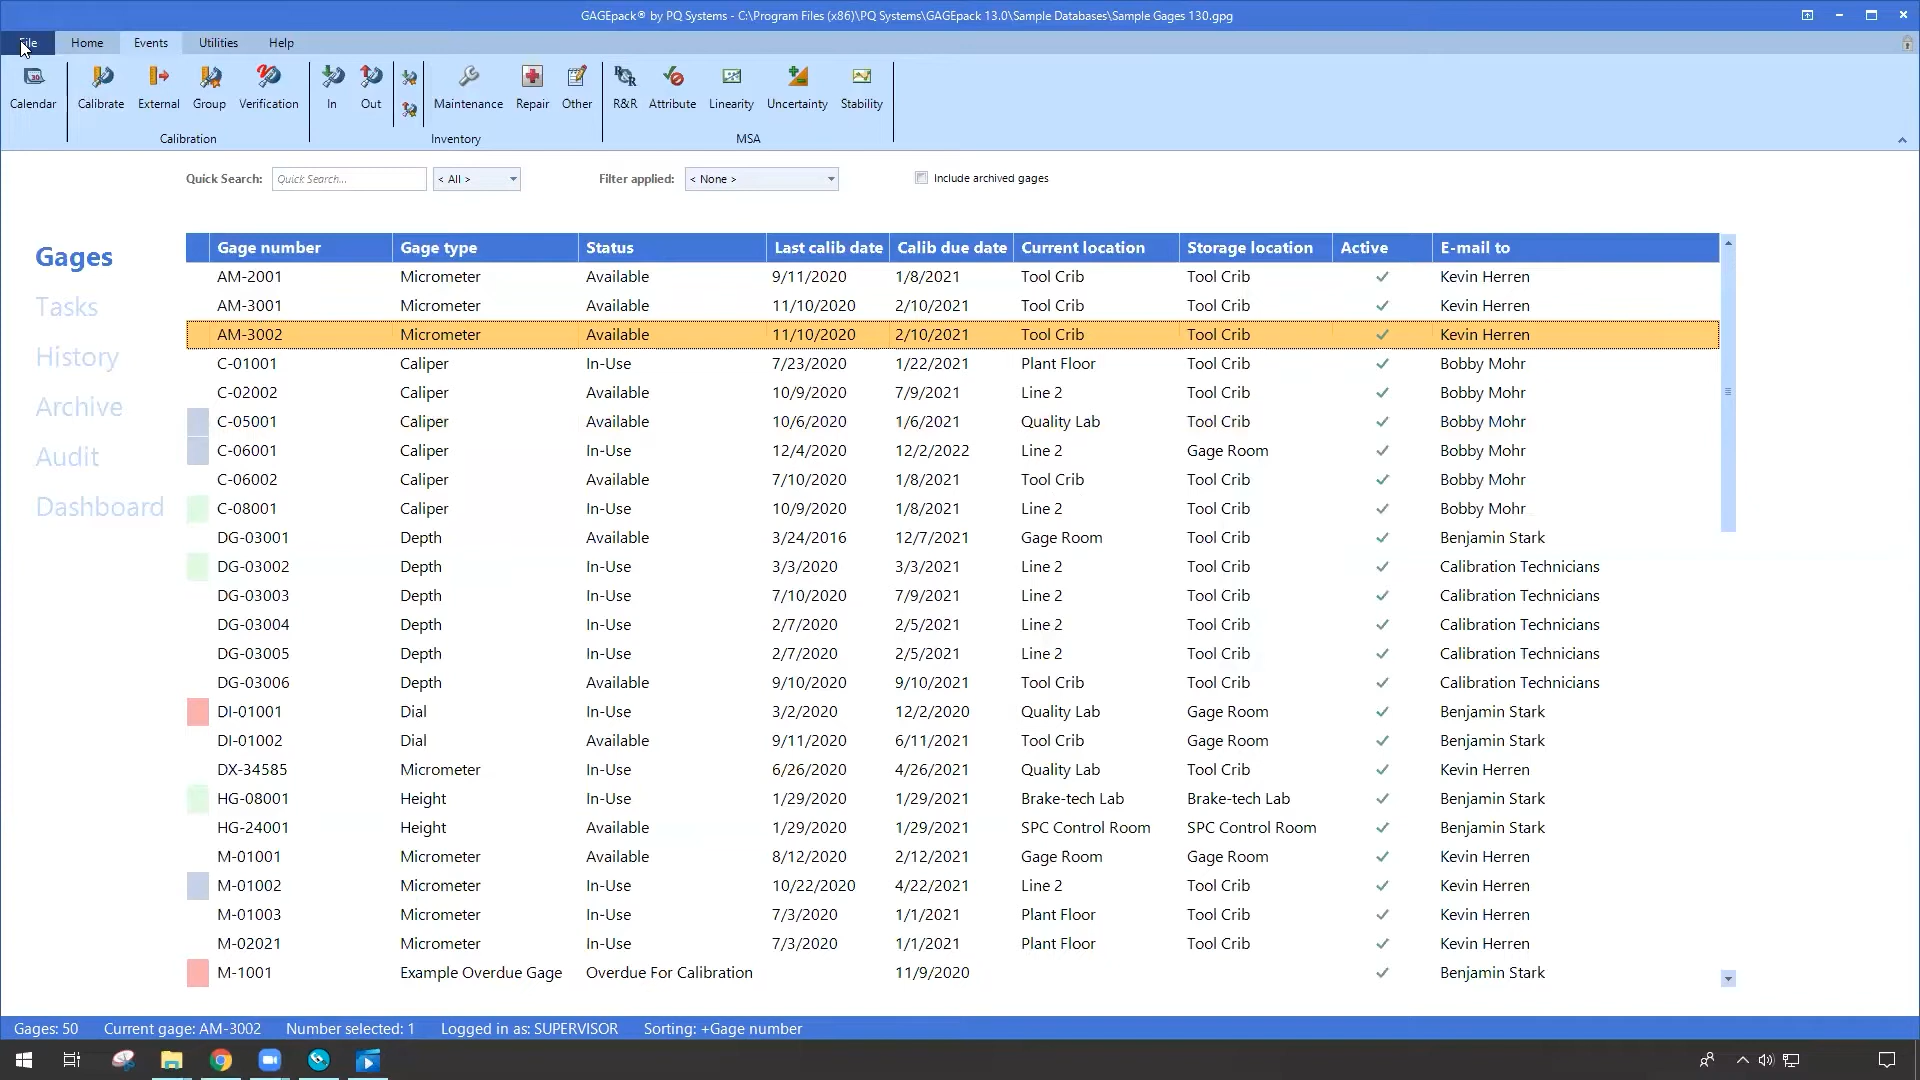 GAGEpack® by PQ Systems - C:\Program Files (x86)\PQ Systems\GAGEpack 13.0\Sample Databases\Sample Gages 130.gpg
File Home Events Utilities Help
Calendar Calibrate External Group Verification In Out Maintenance Repair Other R&R Attribute Linearity Uncertainty Stability
Calibration Inventory MSA
Quick Search: Quick Search... < All > Filter applied: < None > Include archived gages
Gages
Tasks
History
Archive
Audit
Dashboard
Gage number Gage type Status Last calib date Calib due date Current location Storage location Active E-mail to
AM-2001 Micrometer Available 9/11/2020 1/8/2021 Tool Crib Tool Crib Kevin Herren
AM-3001 Micrometer Available 11/10/2020 2/10/2021 Tool Crib Tool Crib Kevin Herren
AM-3002 Micrometer Available 11/10/2020 2/10/2021 Tool Crib Tool Crib Kevin Herren
C-01001 Caliper In-Use 7/23/2020 1/22/2021 Plant Floor Tool Crib Bobby Mohr
C-02002 Caliper Available 10/9/2020 7/9/2021 Line 2 Tool Crib Bobby Mohr
C-05001 Caliper Available 10/6/2020 1/6/2021 Quality Lab Tool Crib Bobby Mohr
C-06001 Caliper In-Use 12/4/2020 12/2/2022 Line 2 Gage Room Bobby Mohr
C-06002 Caliper Available 7/10/2020 1/8/2021 Tool Crib Tool Crib Bobby Mohr
C-08001 Caliper In-Use 10/9/2020 1/8/2021 Line 2 Tool Crib Bobby Mohr
DG-03001 Depth Available 3/24/2016 12/7/2021 Gage Room Tool Crib Benjamin Stark
DG-03002 Depth In-Use 3/3/2020 3/3/2021 Line 2 Tool Crib Calibration Technicians
DG-03003 Depth In-Use 7/10/2020 7/9/2021 Line 2 Tool Crib Calibration Technicians
DG-03004 Depth In-Use 2/7/2020 2/5/2021 Line 2 Tool Crib Calibration Technicians
DG-03005 Depth In-Use 2/7/2020 2/5/2021 Line 2 Tool Crib Calibration Technicians
DG-03006 Depth Available 9/10/2020 9/10/2021 Tool Crib Tool Crib Calibration Technicians
DI-01001 Dial In-Use 3/2/2020 12/2/2020 Quality Lab Gage Room Benjamin Stark
DI-01002 Dial Available 9/11/2020 6/11/2021 Tool Crib Gage Room Benjamin Stark
DX-34585 Micrometer In-Use 6/26/2020 4/26/2021 Quality Lab Tool Crib Kevin Herren
HG-08001 Height In-Use 1/29/2020 1/29/2021 Brake-tech Lab Brake-tech Lab Benjamin Stark
HG-24001 Height Available 1/29/2020 1/29/2021 SPC Control Room SPC Control Room Benjamin Stark
M-01001 Micrometer Available 8/12/2020 2/12/2021 Gage Room Gage Room Kevin Herren
M-01002 Micrometer In-Use 10/22/2020 4/22/2021 Line 2 Tool Crib Kevin Herren
M-01003 Micrometer In-Use 7/3/2020 1/1/2021 Plant Floor Tool Crib Kevin Herren
M-02021 Micrometer In-Use 7/3/2020 1/1/2021 Plant Floor Tool Crib Kevin Herren
M-1001 Example Overdue Gage Overdue For Calibration 11/9/2020 Benjamin Stark
Gages: 50 Current gage: AM-3002 Number selected: 1 Logged in as: SUPERVISOR Sorting: +Gage number